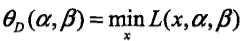 θ_D(α,β) = min_x L(x,α,β)